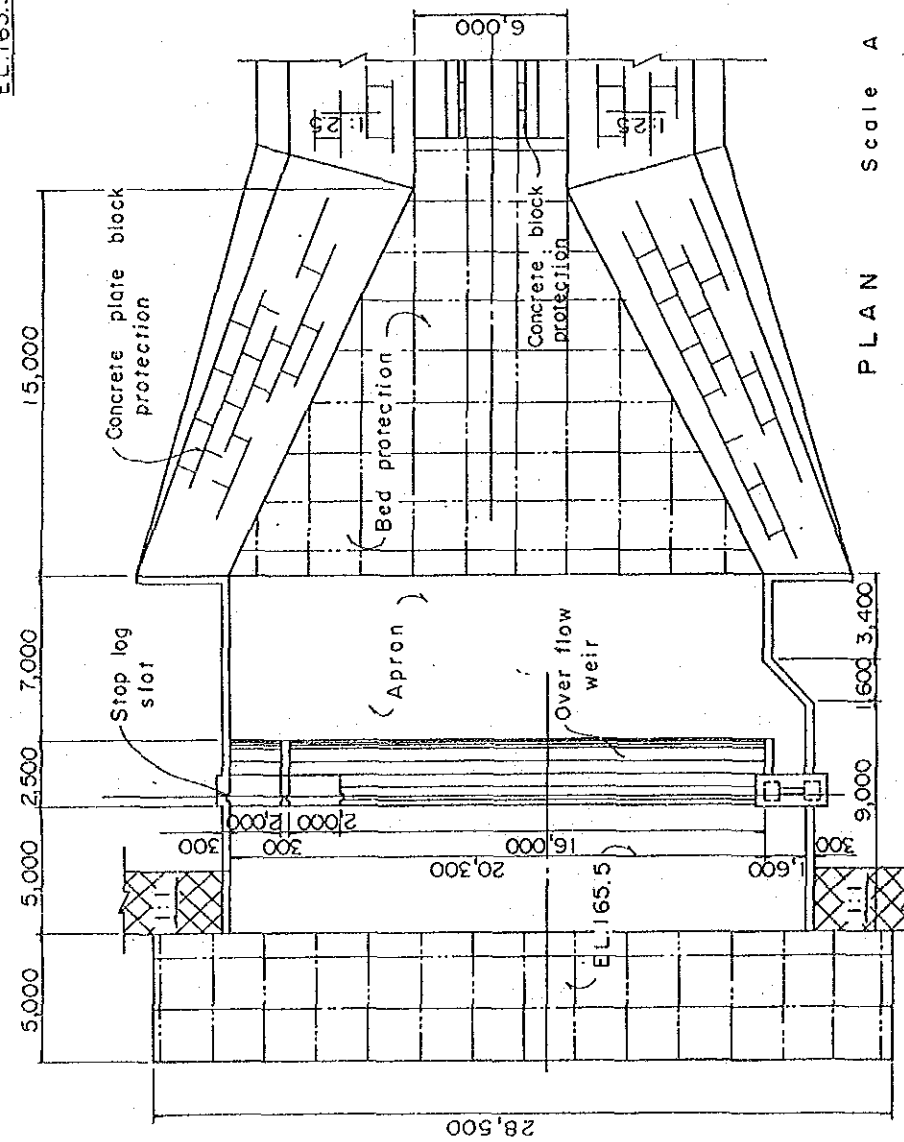 EL.165.
15,000
7,000
2,500
5,000
5,000
Concrete plate block
protection
Stop log
slot
6,000
1:2.5
1:2.5
Bed protection
Concrete block
protection
Apron
Over flow
weir
300
2,000
2,000
300
16,000
20,300
1,600
300
1:1
1:1
EL.165.5
3,400
1,600
9,000
28,500
PLAN Scale A